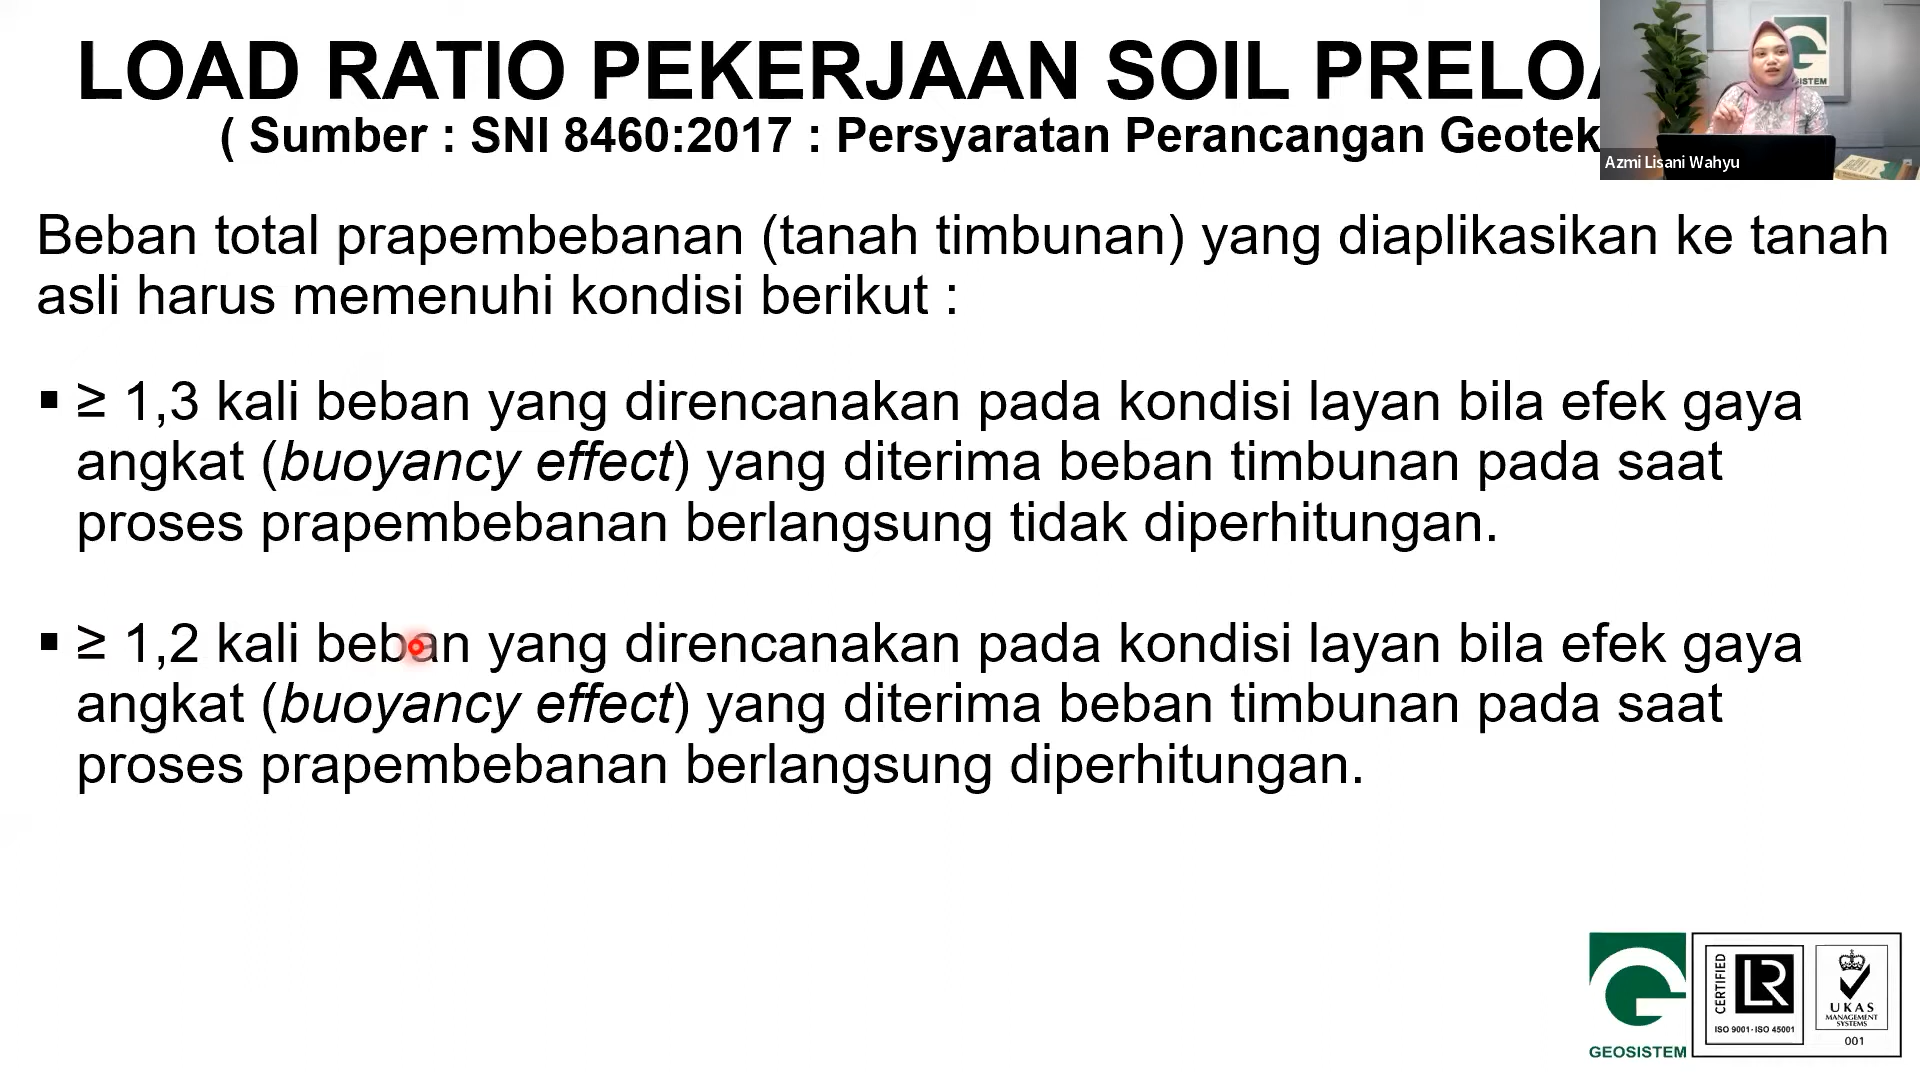 LOAD RATIO PEKERJAAN SOIL
( Sumber : SNI 8460:2017 : Persyaratan Perancangan
Azmi Lisani Wahyu
Beban total prapembebanan (tanah timbunan) yang diaplikasikan ke tanah
asli harus memenuhi kondisi berikut :
▪ ≥ 1,3 kali beban yang direncanakan pada kondisi layan bila efek gaya
angkat (buoyancy effect) yang diterima beban timbunan pada saat
proses prapembebanan berlangsung tidak diperhitungan.
▪ ≥ 1,2 kali beban yang direncanakan pada kondisi layan bila efek gaya
angkat (buoyancy effect) yang diterima beban timbunan pada saat
proses prapembebanan berlangsung diperhitungan.
GEOSISTEM
CERTIFIED
LR
ISO 9001 · ISO 45001
UKAS
MANAGEMENT
SYSTEMS
001